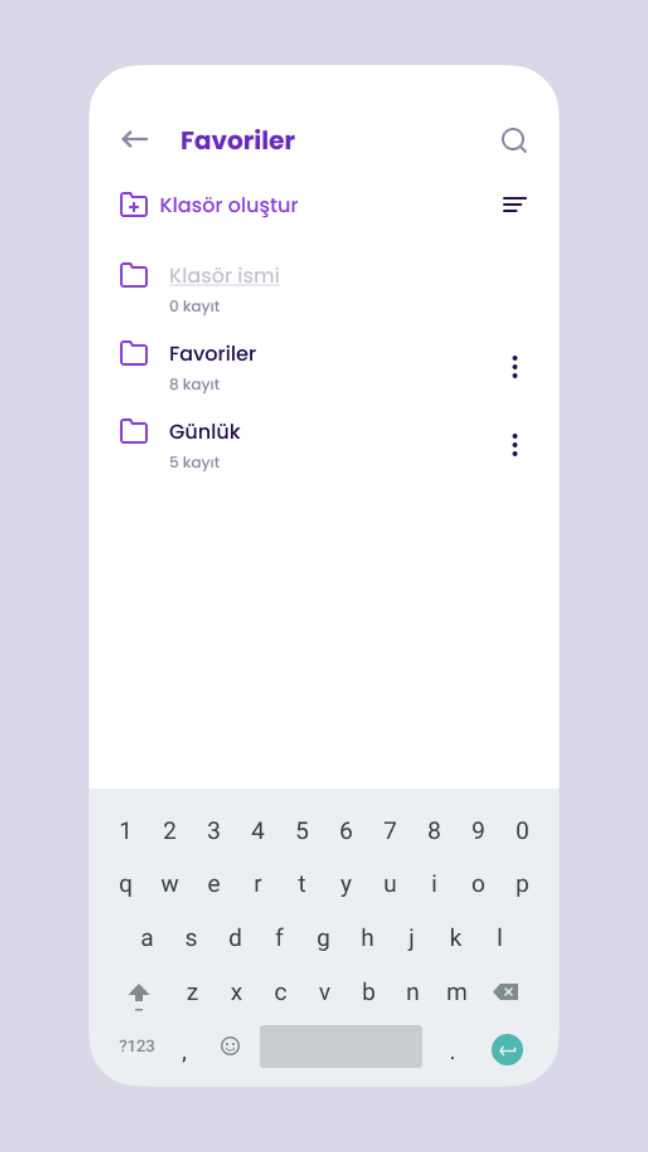 Favoriler
Klasör oluştur
Klasör ismi
0 kayıt
Favoriler
8 kayıt
Günlük
5 kayıt
1 2 3 4 5 6 7 8 9 0
q w e r t y u i o p
a s d f g h j k l
z x c v b n m
?123 , .